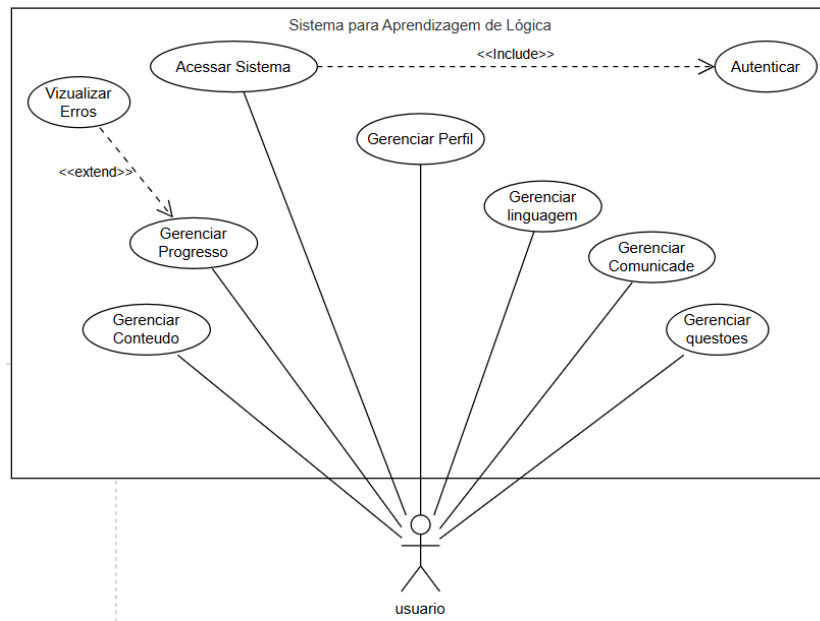 Sistema para Aprendizagem de Lógica
<<Include>>
Acessar Sistema
Autenticar
Vizualizar
Erros
Gerenciar Perfil
<<extend>>
Gerenciar
linguagem
Gerenciar
Progresso
Gerenciar
Comunicade
Gerenciar
Conteudo
Gerenciar
questoes
usuario